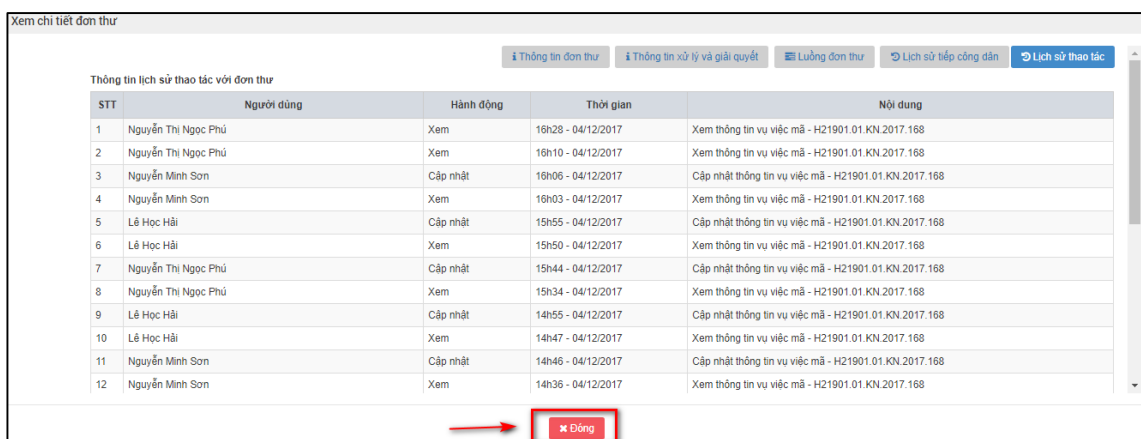 Xem chi tiết đơn thư
Thông tin đơn thư Thông tin xử lý và giải quyết Luồng đơn thư Lịch sử tiếp công dân Lịch sử thao tác
Thông tin lịch sử thao tác với đơn thư
STT Người dùng Hành động Thời gian Nội dung
1 Nguyễn Thị Ngọc Phú Xem 16h28 - 04/12/2017 Xem thông tin vụ việc mã - H21901.01.KN.2017.168
2 Nguyễn Thị Ngọc Phú Xem 16h10 - 04/12/2017 Xem thông tin vụ việc mã - H21901.01.KN.2017.168
3 Nguyễn Minh Sơn Cập nhật 16h06 - 04/12/2017 Cập nhật thông tin vụ việc mã - H21901.01.KN.2017.168
4 Nguyễn Minh Sơn Xem 16h03 - 04/12/2017 Xem thông tin vụ việc mã - H21901.01.KN.2017.168
5 Lê Học Hải Cập nhật 15h55 - 04/12/2017 Cập nhật thông tin vụ việc mã - H21901.01.KN.2017.168
6 Lê Học Hải Xem 15h50 - 04/12/2017 Xem thông tin vụ việc mã - H21901.01.KN.2017.168
7 Nguyễn Thị Ngọc Phú Cập nhật 15h44 - 04/12/2017 Cập nhật thông tin vụ việc mã - H21901.01.KN.2017.168
8 Nguyễn Thị Ngọc Phú Xem 15h34 - 04/12/2017 Xem thông tin vụ việc mã - H21901.01.KN.2017.168
9 Lê Học Hải Cập nhật 14h55 - 04/12/2017 Cập nhật thông tin vụ việc mã - H21901.01.KN.2017.168
10 Lê Học Hải Xem 14h47 - 04/12/2017 Xem thông tin vụ việc mã - H21901.01.KN.2017.168
11 Nguyễn Minh Sơn Cập nhật 14h46 - 04/12/2017 Cập nhật thông tin vụ việc mã - H21901.01.KN.2017.168
12 Nguyễn Minh Sơn Xem 14h36 - 04/12/2017 Xem thông tin vụ việc mã - H21901.01.KN.2017.168
Đóng